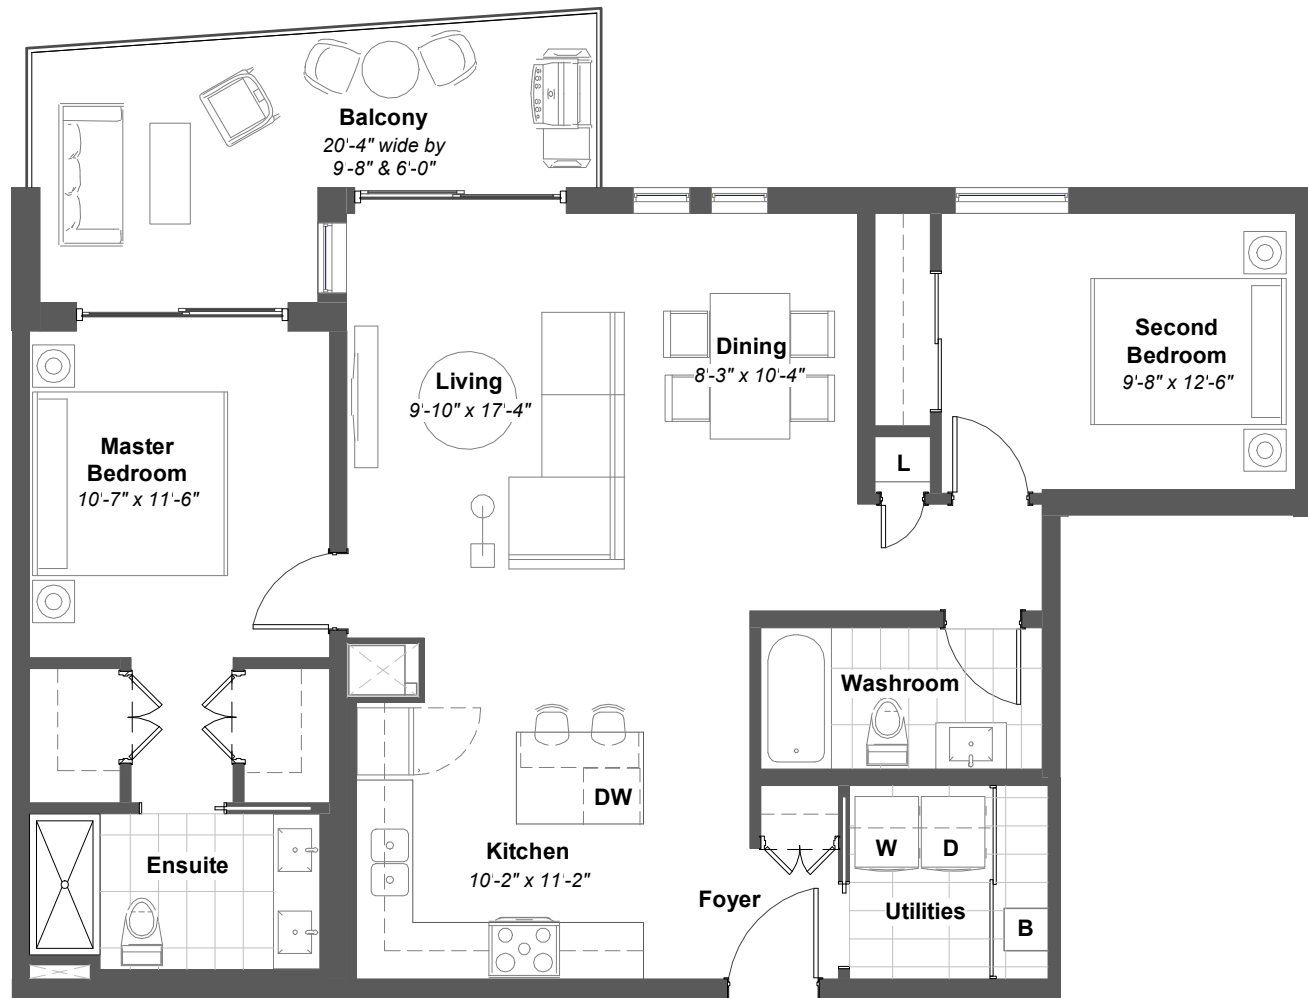 Balcony
20'-4" wide by
9'-8" & 6'-0"
Living
9'-10" x 17'-4"
Dining
8'-3" x 10'-4"
Second
Bedroom
9'-8" x 12'-6"
Master
Bedroom
10'-7" x 11'-6"
L
Washroom
DW
Kitchen
10'-2" x 11'-2"
Ensuite
W
D
Foyer
Utilities
B